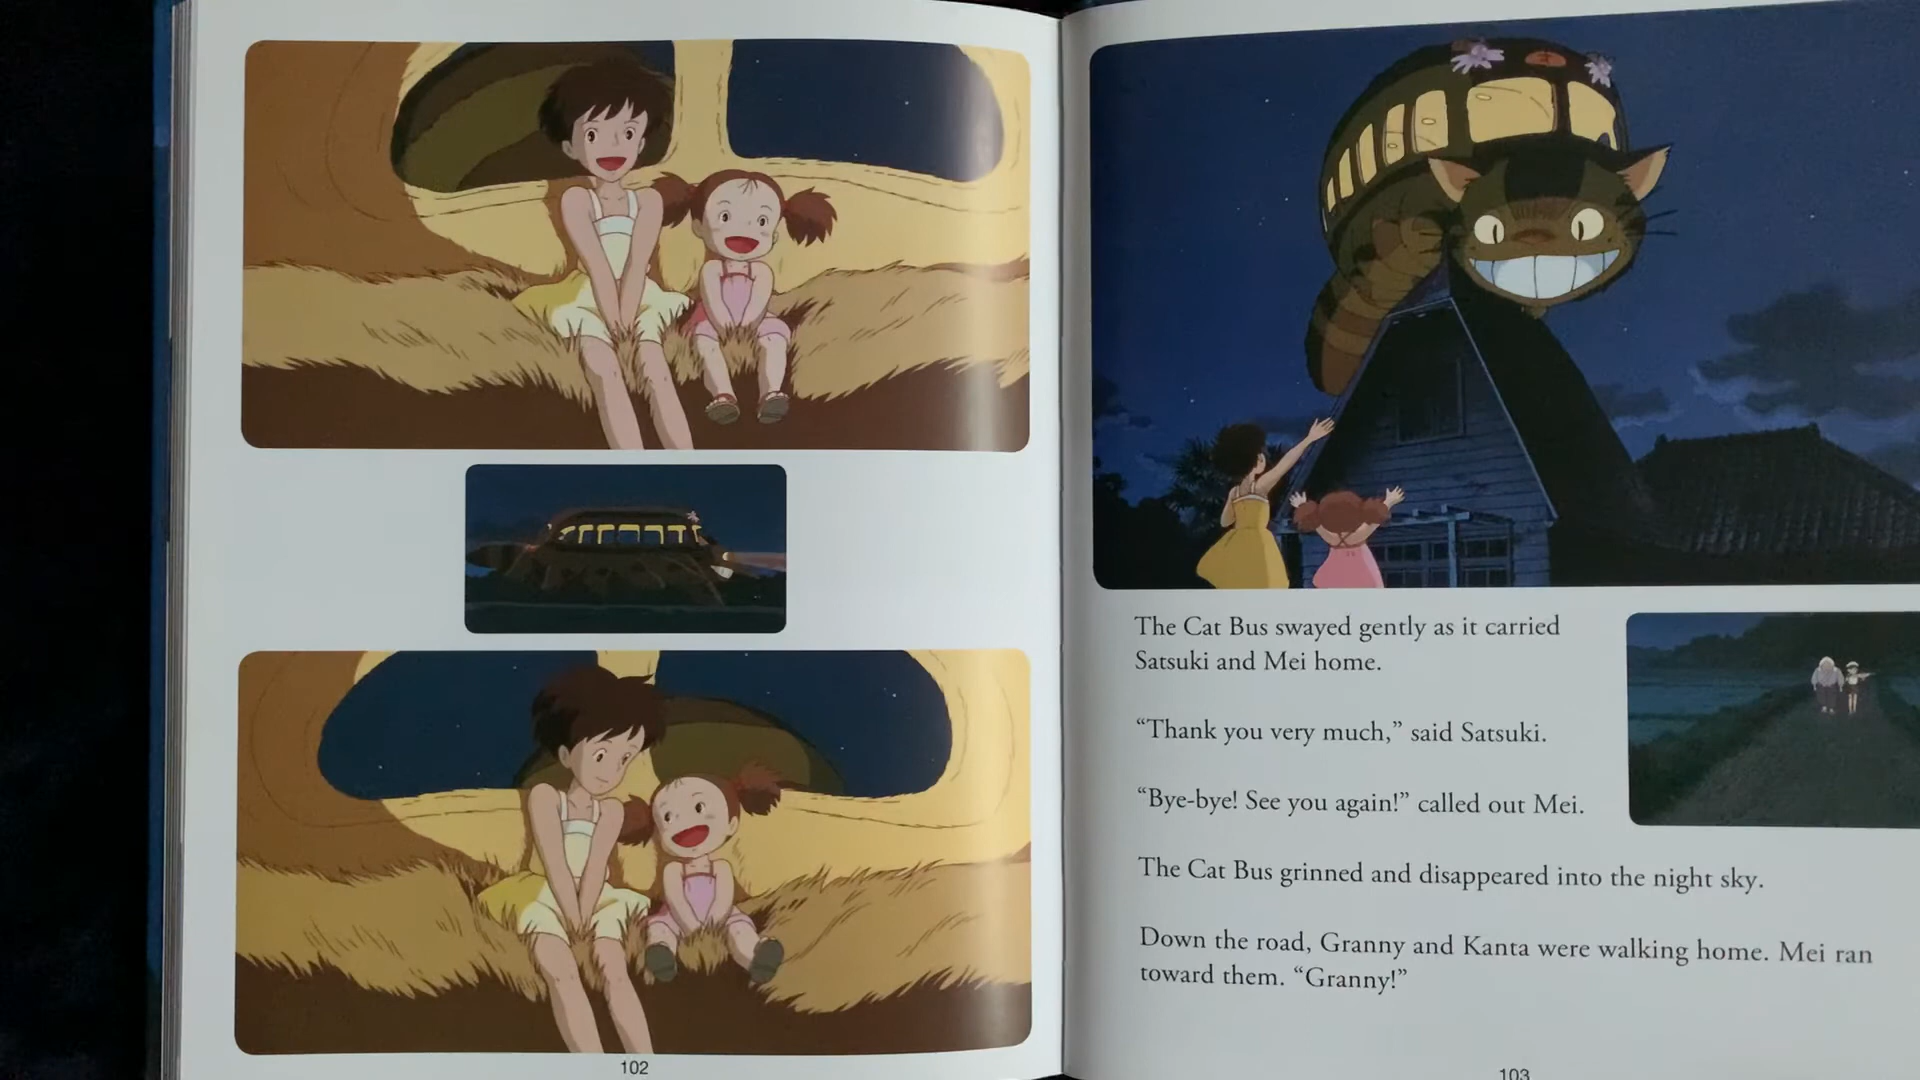 102
The Cat Bus swayed gently as it carried
Satsuki and Mei home.
“Thank you very much,” said Satsuki.
“Bye-bye! See you again!” called out Mei.
The Cat Bus grinned and disappeared into the night sky.
Down the road, Granny and Kanta were walking home. Mei ran
toward them. “Granny!”
103